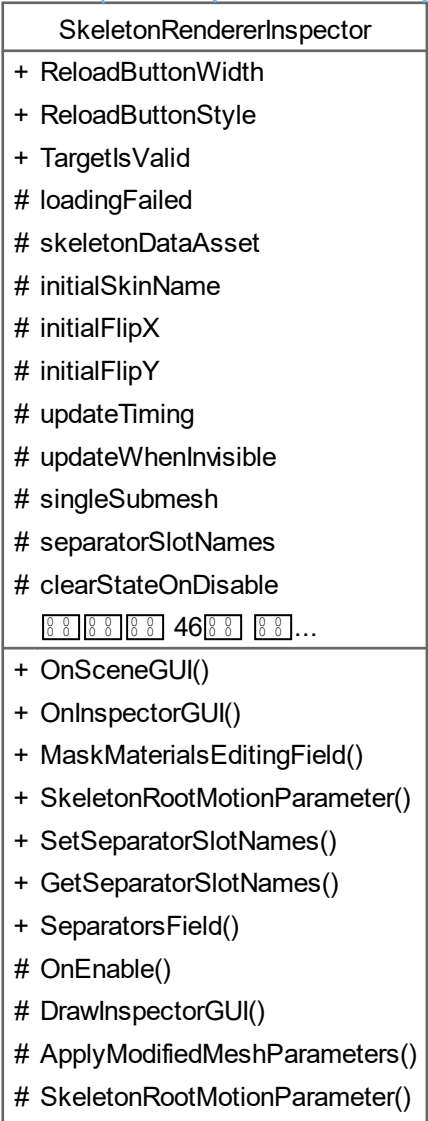 SkeletonRendererInspector
+ ReloadButtonWidth
+ ReloadButtonStyle
+ TargetIsValid
# loadingFailed
# skeletonDataAsset
# initialSkinName
# initialFlipX
# initialFlipY
# updateTiming
# updateWhenInvisible
# singleSubmesh
# separatorSlotNames
# clearStateOnDisable
46 ...
+ OnSceneGUI()
+ OnInspectorGUI()
+ MaskMaterialsEditingField()
+ SkeletonRootMotionParameter()
+ SetSeparatorSlotNames()
+ GetSeparatorSlotNames()
+ SeparatorsField()
# OnEnable()
# DrawInspectorGUI()
# ApplyModifiedMeshParameters()
# SkeletonRootMotionParameter()